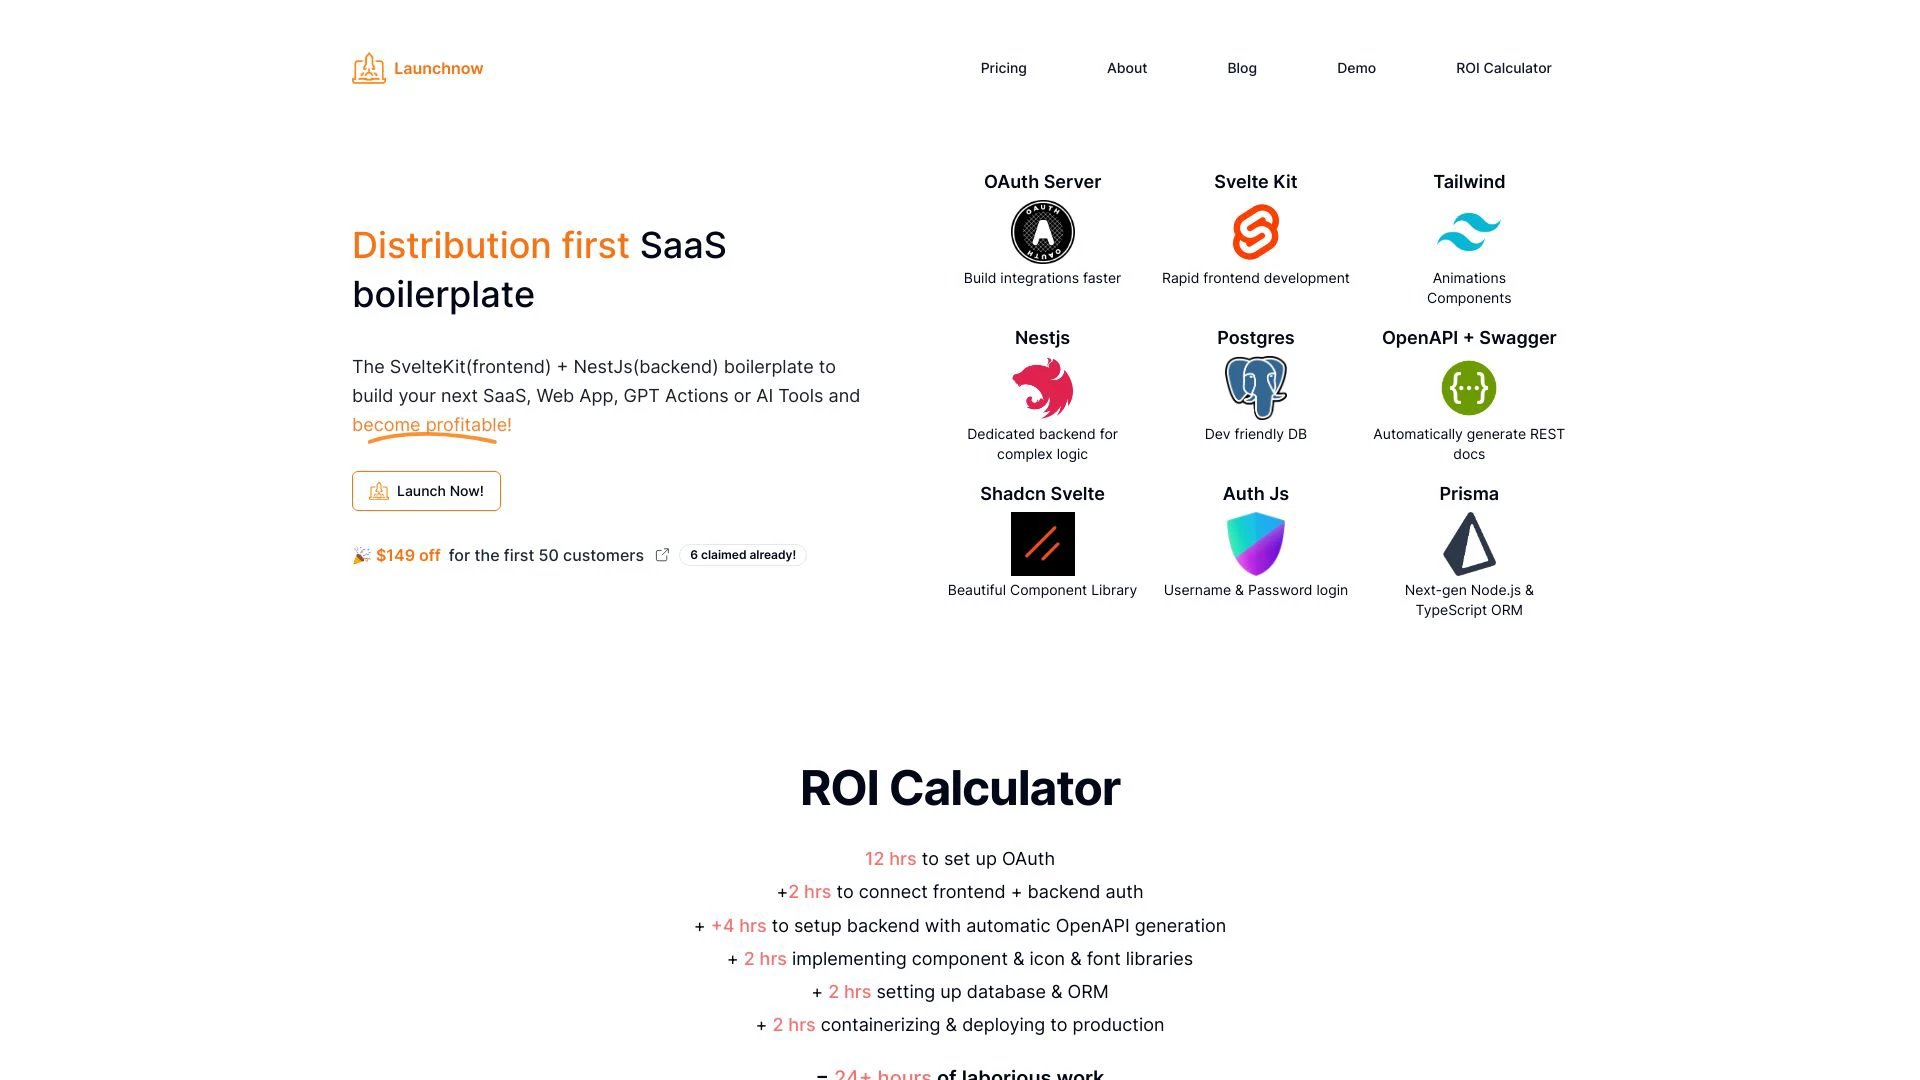 Launchnow
Pricing
About
Blog
Demo
ROI Calculator
Distribution first SaaS
boilerplate
The SvelteKit(frontend) + NestJs(backend) boilerplate to
build your next SaaS, Web App, GPT Actions or AI Tools and
become profitable!
Launch Now!
$149 off for the first 50 customers
6 claimed already!
OAuth Server
OAUTH
A
OAUTH
Build integrations faster
Svelte Kit
Rapid frontend development
Tailwind
Animations
Components
Nestjs
Dedicated backend for
complex logic
Postgres
Dev friendly DB
OpenAPI + Swagger
{...}
Automatically generate REST
docs
Shadcn Svelte
Beautiful Component Library
Auth Js
Username & Password login
Prisma
Next-gen Node.js &
TypeScript ORM
ROI Calculator
12 hrs to set up OAuth
+2 hrs to connect frontend + backend auth
+ +4 hrs to setup backend with automatic OpenAPI generation
+ 2 hrs implementing component & icon & font libraries
+ 2 hrs setting up database & ORM
+ 2 hrs containerizing & deploying to production
= 24+ hours of laborious work